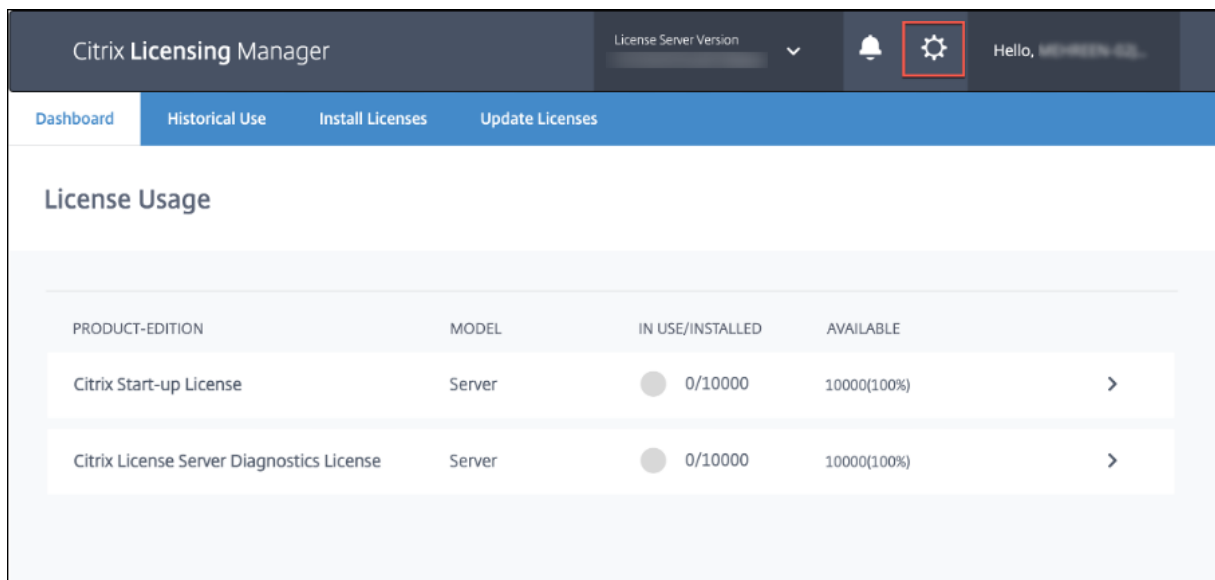 Citrix Licensing Manager
License Server Version
Hello,
Dashboard Historical Use Install Licenses Update Licenses
License Usage
PRODUCT-EDITION MODEL IN USE/INSTALLED AVAILABLE
Citrix Start-up License Server 0/10000 10000(100%)
Citrix License Server Diagnostics License Server 0/10000 10000(100%)